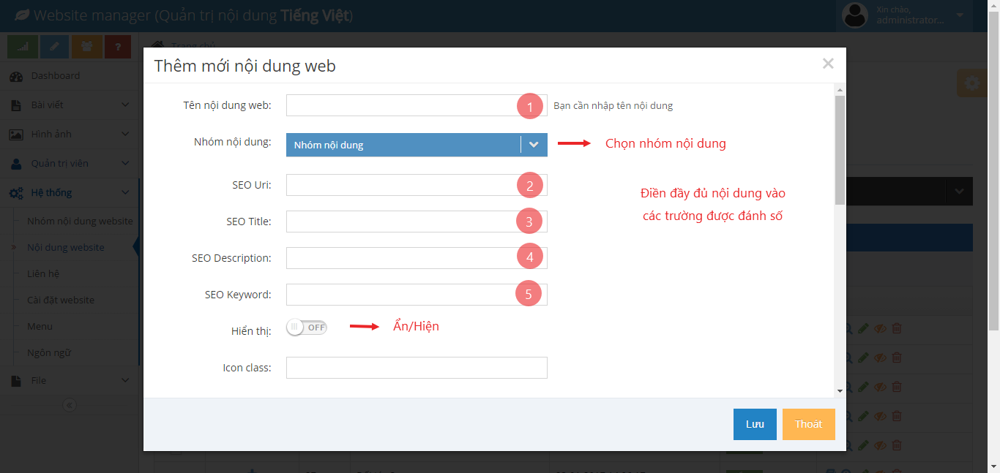 Website manager (Quản trị nội dung Tiếng Việt)
Xin chào,
administrator...
?
Trang chủ
Dashboard
Bài viết
Hình ảnh
Quản trị viên
Hệ thống
Nhóm nội dung website
Nội dung website
Liên hệ
Cài đặt website
Menu
Ngôn ngữ
File
Thêm mới nội dung web
×
Tên nội dung web:
1
Bạn cần nhập tên nội dung
Nhóm nội dung:
Nhóm nội dung
Chọn nhóm nội dung
SEO Uri:
2
Điền đầy đủ nội dung vào
các trường được đánh số
SEO Title:
3
SEO Description:
4
SEO Keyword:
5
Hiển thị:
OFF
Ẩn/Hiện
Icon class:
Lưu
Thoát